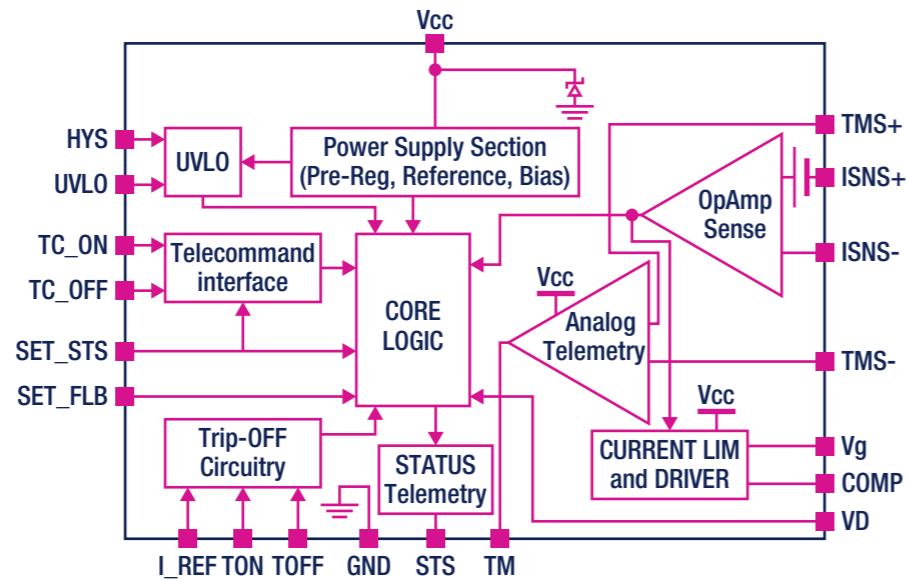 Vcc
HYS
UVLO
TC_ON
TC_OFF
SET_STS
SET_FLB
UVLO
Power Supply Section
(Pre-Reg, Reference, Bias)
Telecommand
interface
CORE
LOGIC
OpAmp
Sense
Vcc
Analog
Telemetry
Vcc
CURRENT LIM
and DRIVER
Trip-OFF
Circuitry
STATUS
Telemetry
TMS+
ISNS+
ISNS-
TMS-
Vg
COMP
VD
I_REF
TON
TOFF
GND
STS
TM